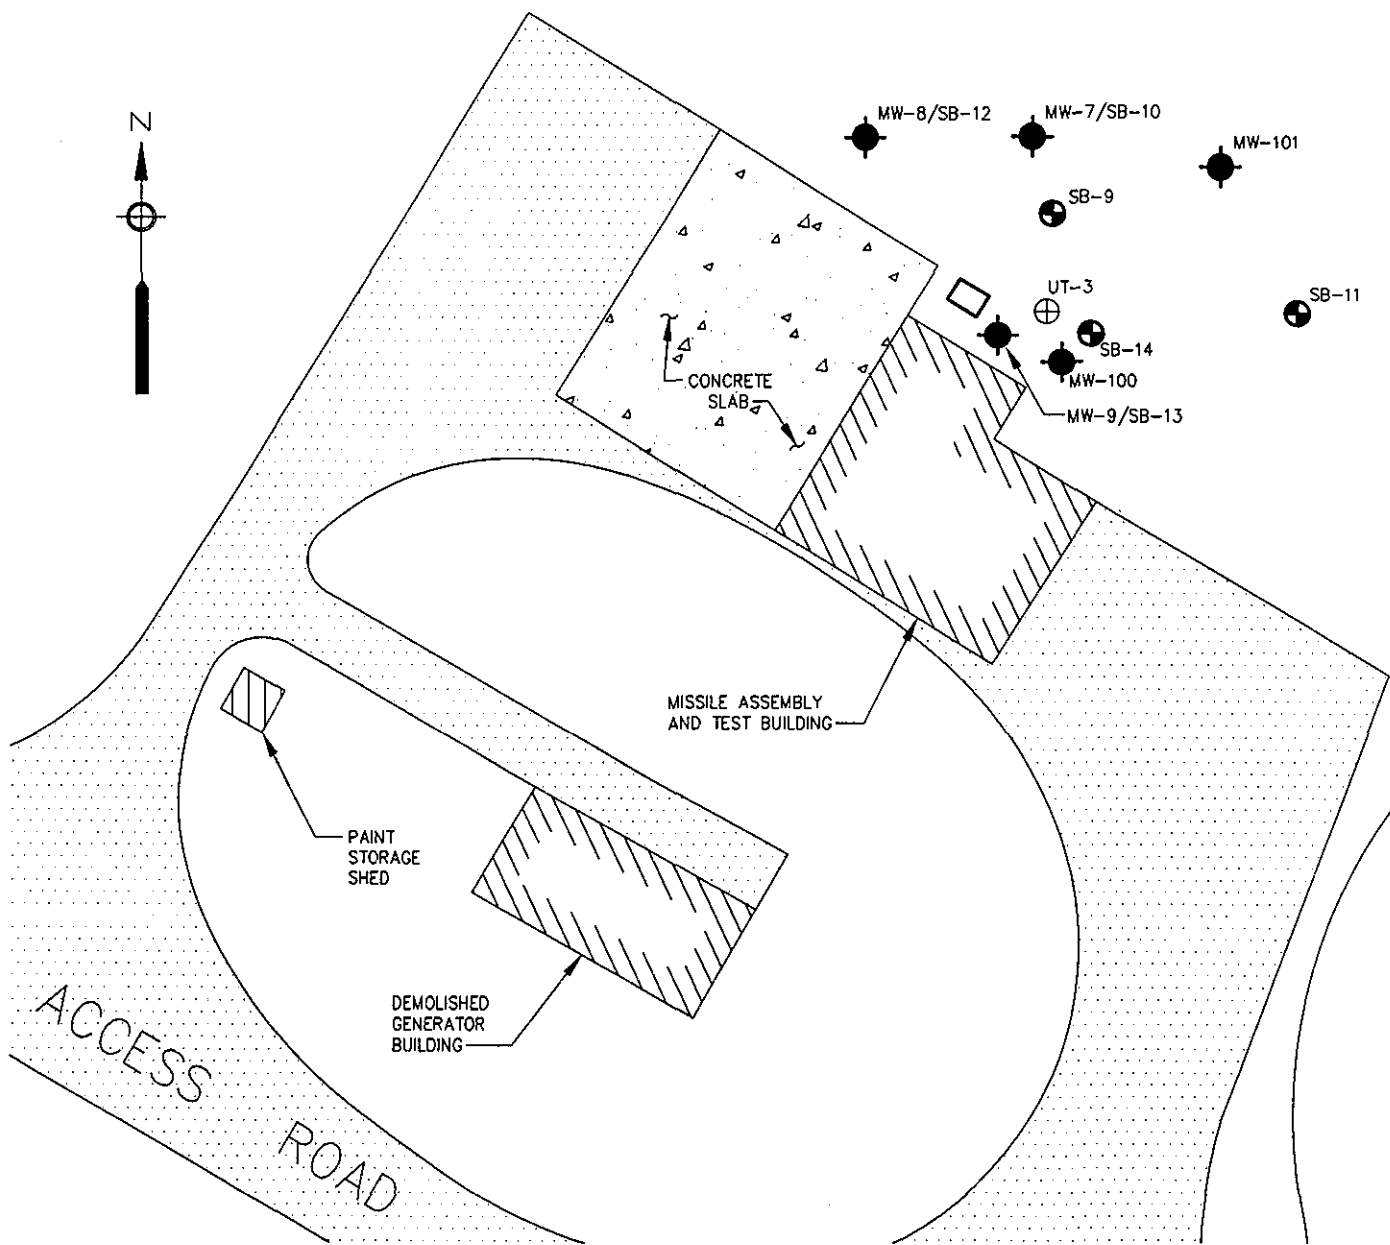 N
MW-8/SB-12
MW-7/SB-10
MW-101
SB-9
UT-3
SB-11
SB-14
MW-100
MW-9/SB-13
CONCRETE
SLAB
MISSILE ASSEMBLY
AND TEST BUILDING
PAINT
STORAGE
SHED
DEMOLISHED
GENERATOR
BUILDING
ACCESS
ROAD